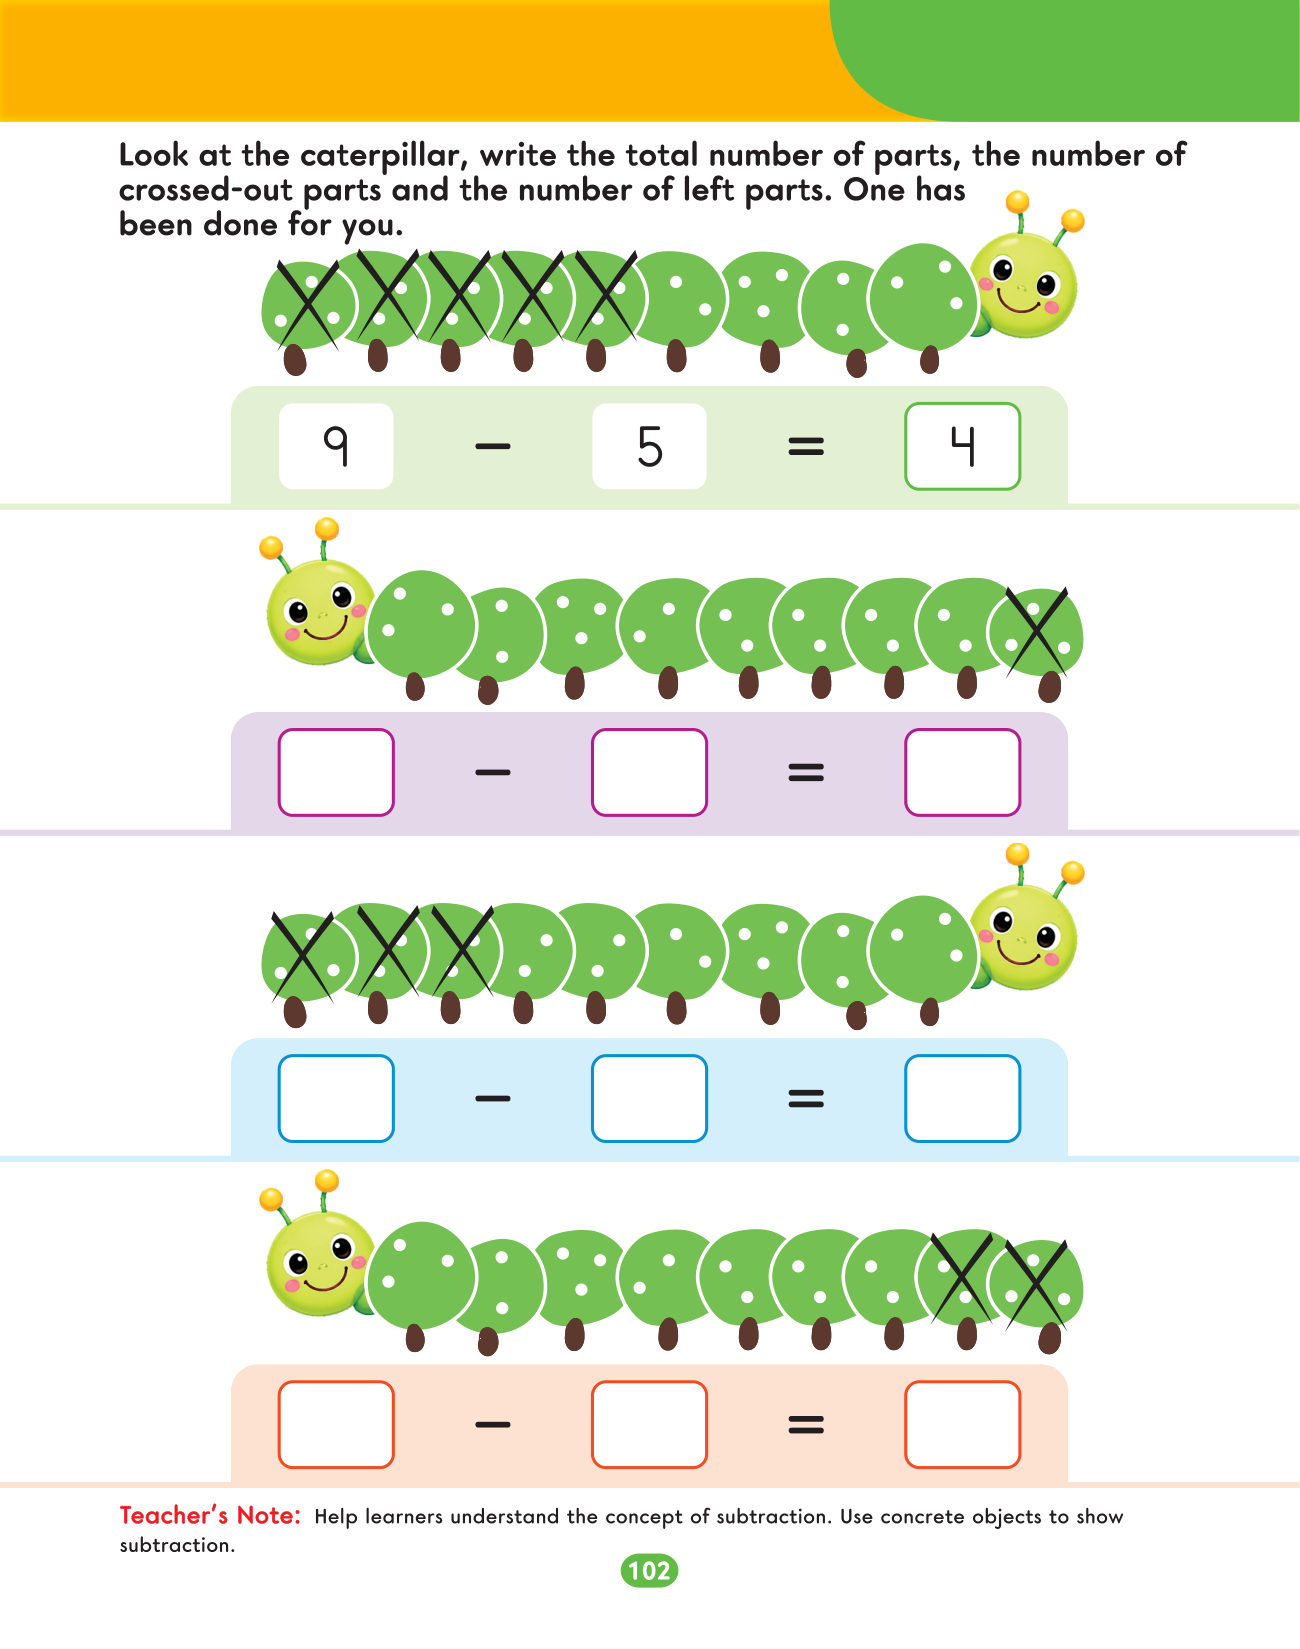 Look at the caterpillar, write the total number of parts, the number of
crossed-out parts and the number of left parts. One has
been done for you.
9 – 5 = 4
– =
– =
– =
Teacher's Note: Help learners understand the concept of subtraction. Use concrete objects to show
subtraction.
102